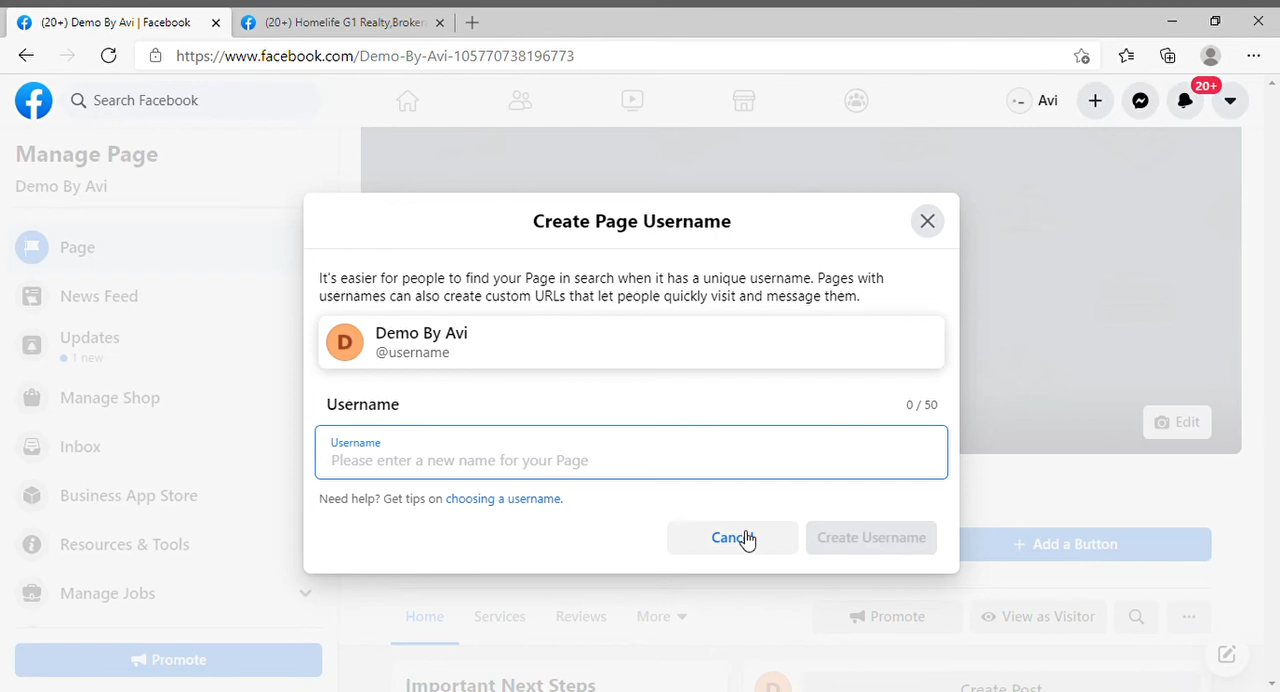 (20+) Demo By Avi | Facebook
(20+) Homelife G1 Realty,Broker
https://www.facebook.com/Demo-By-Avi-105770738196773
Search Facebook
Avi
20+
Manage Page
Demo By Avi
Page
News Feed
Updates
1 new
Manage Shop
Inbox
Business App Store
Resources & Tools
Manage Jobs
Promote
Create Page Username
It's easier for people to find your Page in search when it has a unique username. Pages with
usernames can also create custom URLs that let people quickly visit and message them.
D
Demo By Avi
@username
Username
0 / 50
Username
Please enter a new name for your Page
Need help? Get tips on choosing a username.
Create Username
Edit
+ Add a Button
Home Services Reviews More
Promote
View as Visitor
Important Next Steps
D
Create Post